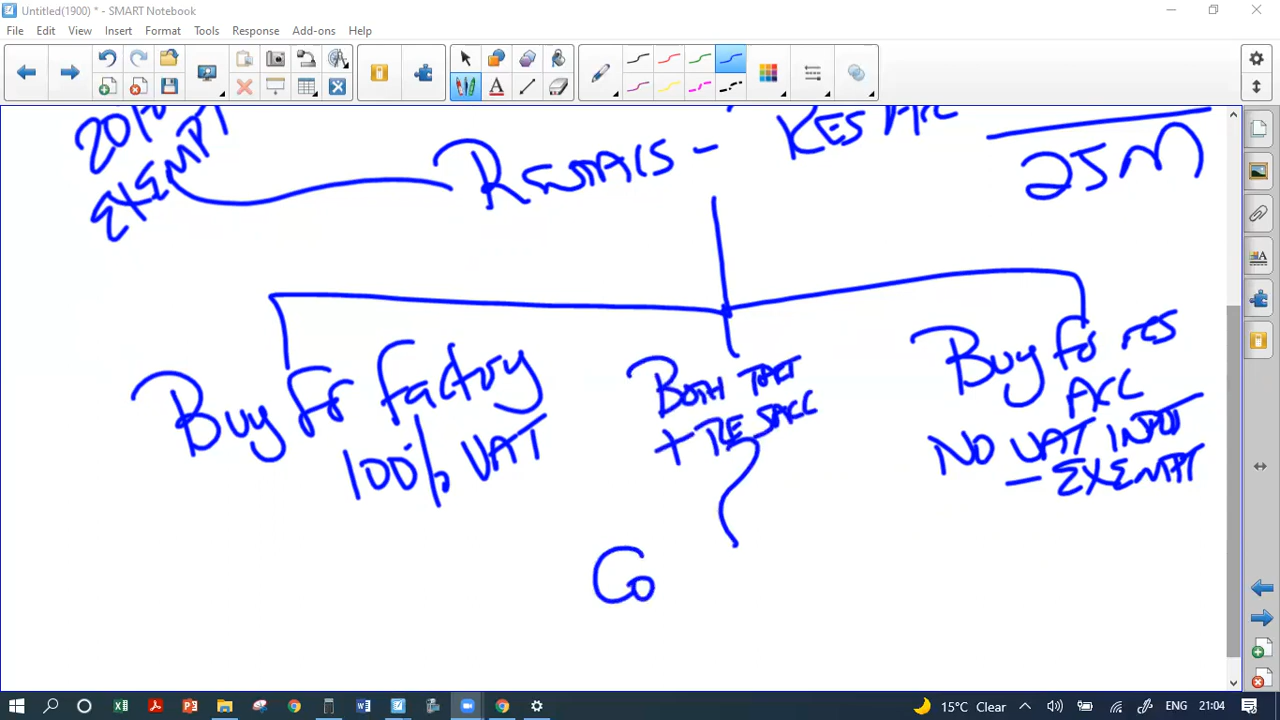 Untitled(1900) * - SMART Notebook
File Edit View Insert Format Tools Add-ons Response Help
20%
EXEMPT
RENTALS -
RES ACC
25M
Buy for factory
100% VAT
BOTH
+ RES ACC
Buy for res
ACC
NO VAT INPUT
- EXEMPT
Co
15°C Clear
ENG
21:04